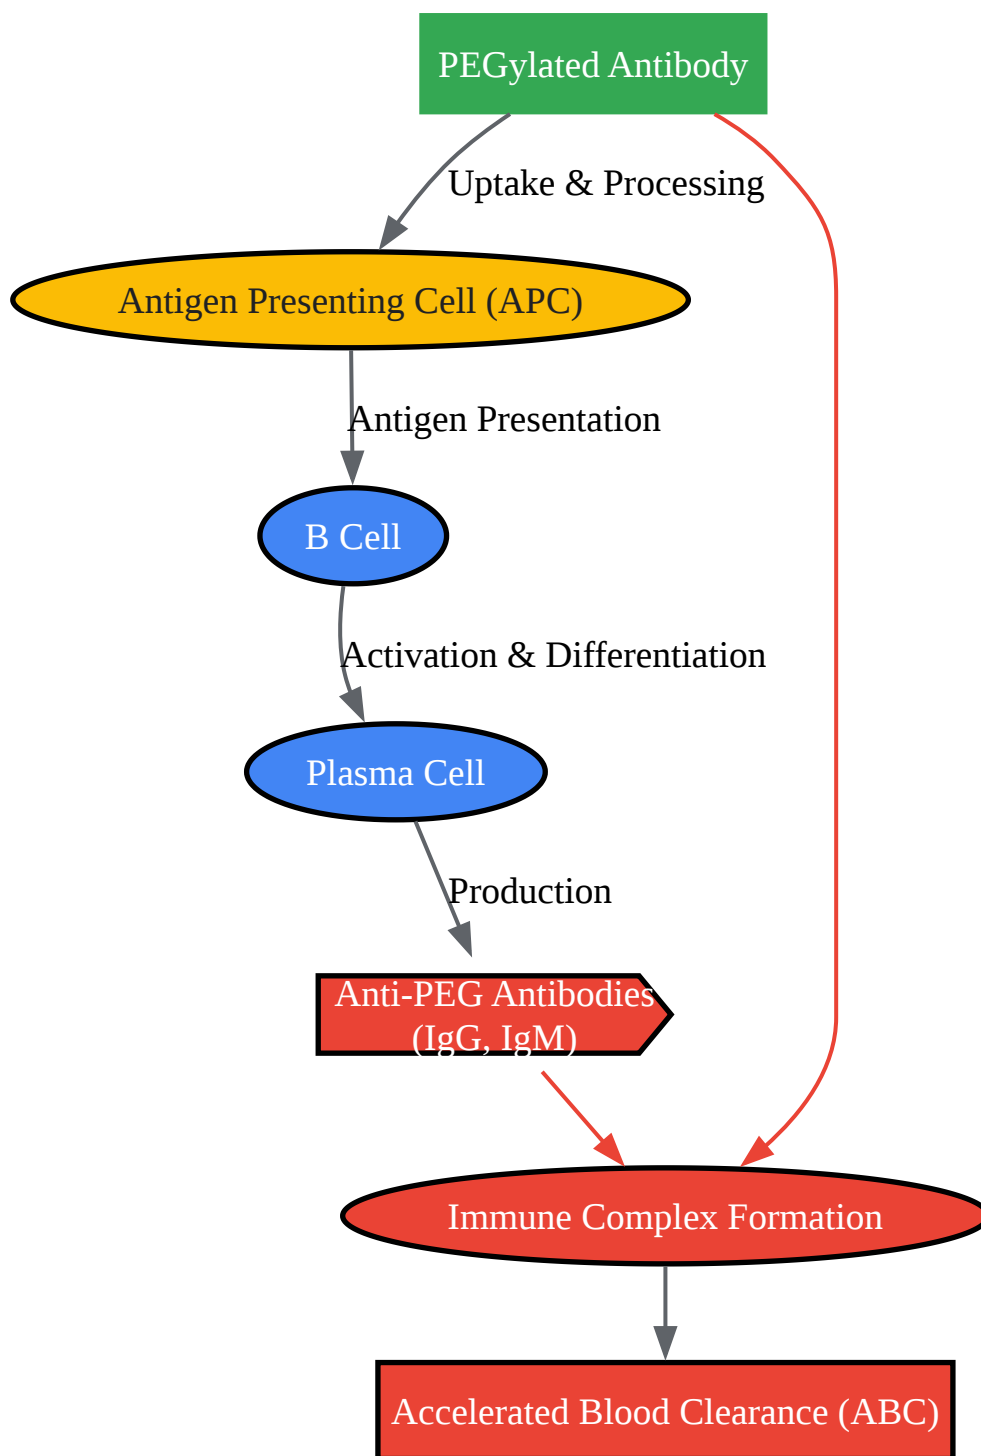 PEGylated Antibody
Uptake & Processing
Antigen Presenting Cell (APC)
Antigen Presentation
B Cell
Activation & Differentiation
Plasma Cell
Production
Anti-PEG Antibodies
(IgG, IgM)
Immune Complex Formation
Accelerated Blood Clearance (ABC)